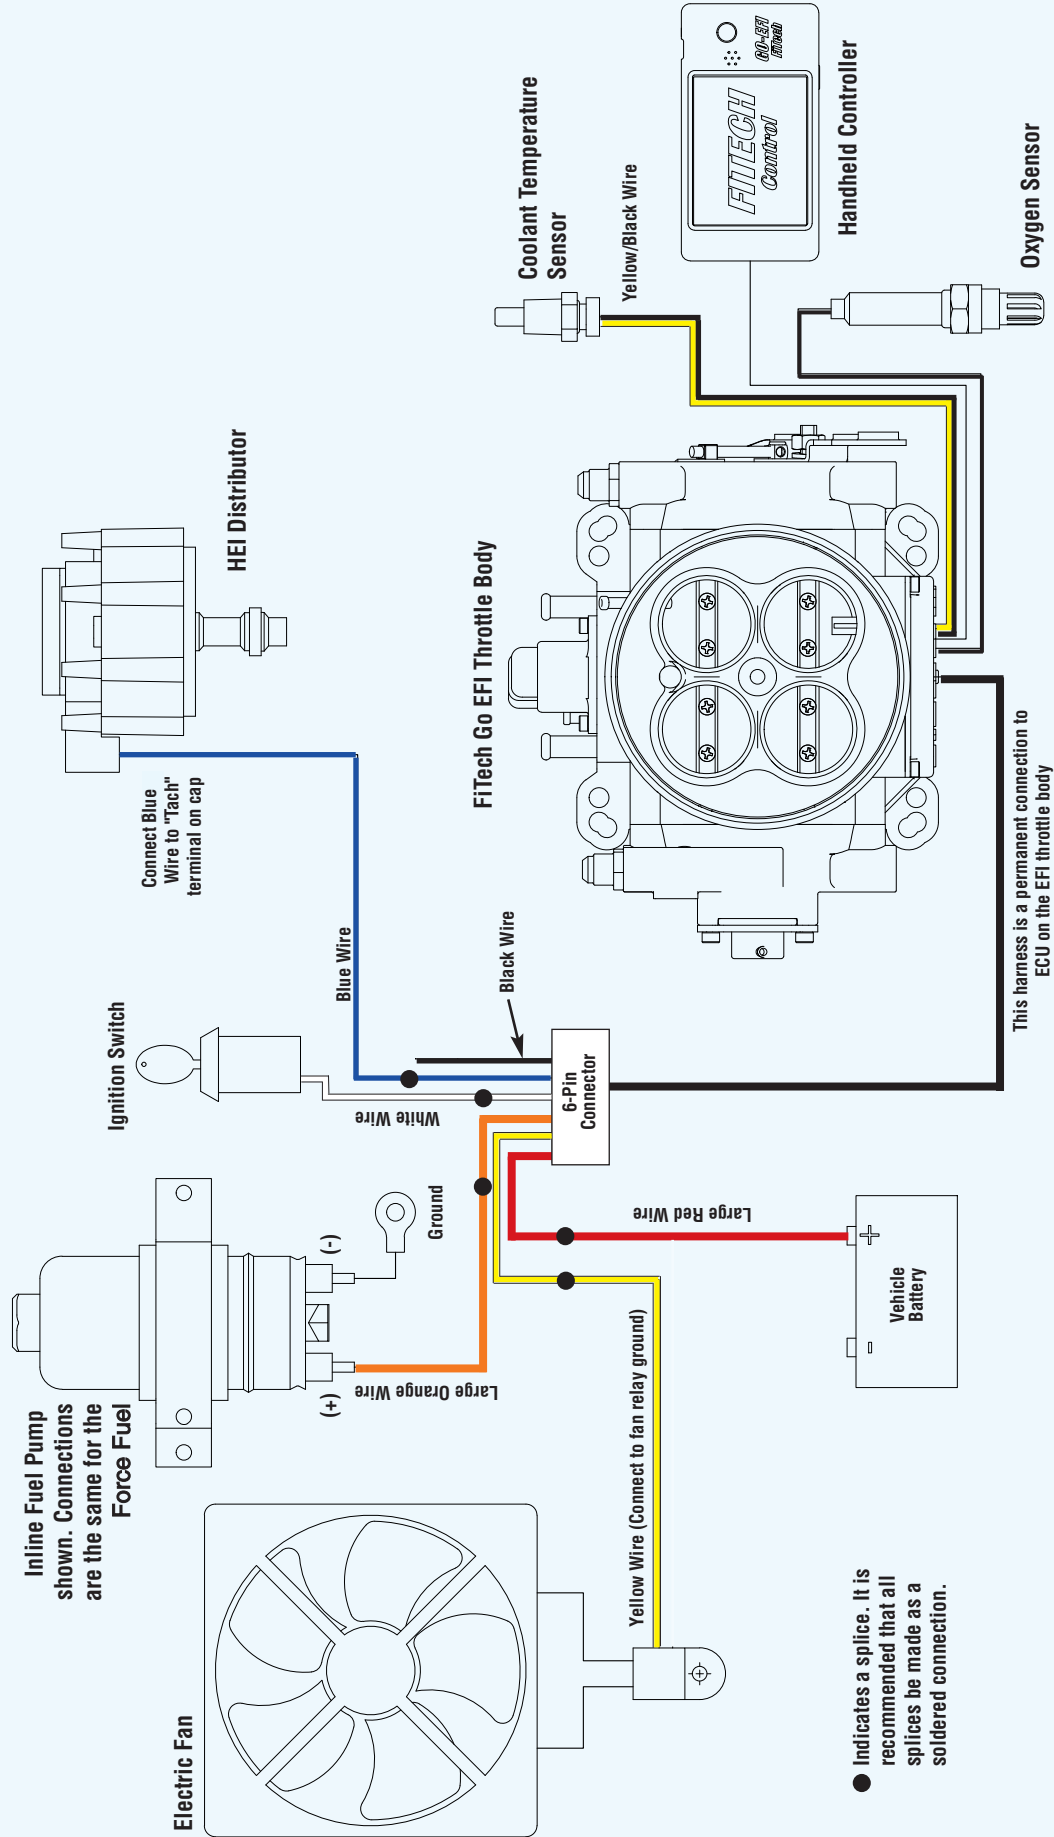 Inline Fuel Pump
shown. Connections
are the same for the
Force Fuel
(+)
(-)
Ground
Large Orange Wire
Ignition Switch
White Wire
HEI Distributor
Connect Blue
Wire to "Tach"
terminal on cap
Blue Wire
Black Wire
6-Pin
Connector
Large Red Wire
Electric Fan
Yellow Wire (Connect to fan relay ground)
Vehicle
Battery
+
-
FiTech Go EFI Throttle Body
Coolant Temperature
Sensor
Yellow/Black Wire
FITECH
Control
GO-EFI
FiTech
Handheld Controller
Oxygen Sensor
This harness is a permanent connection to
ECU on the EFI throttle body
Indicates a splice. It is
recommended that all
splices be made as a
soldered connection.